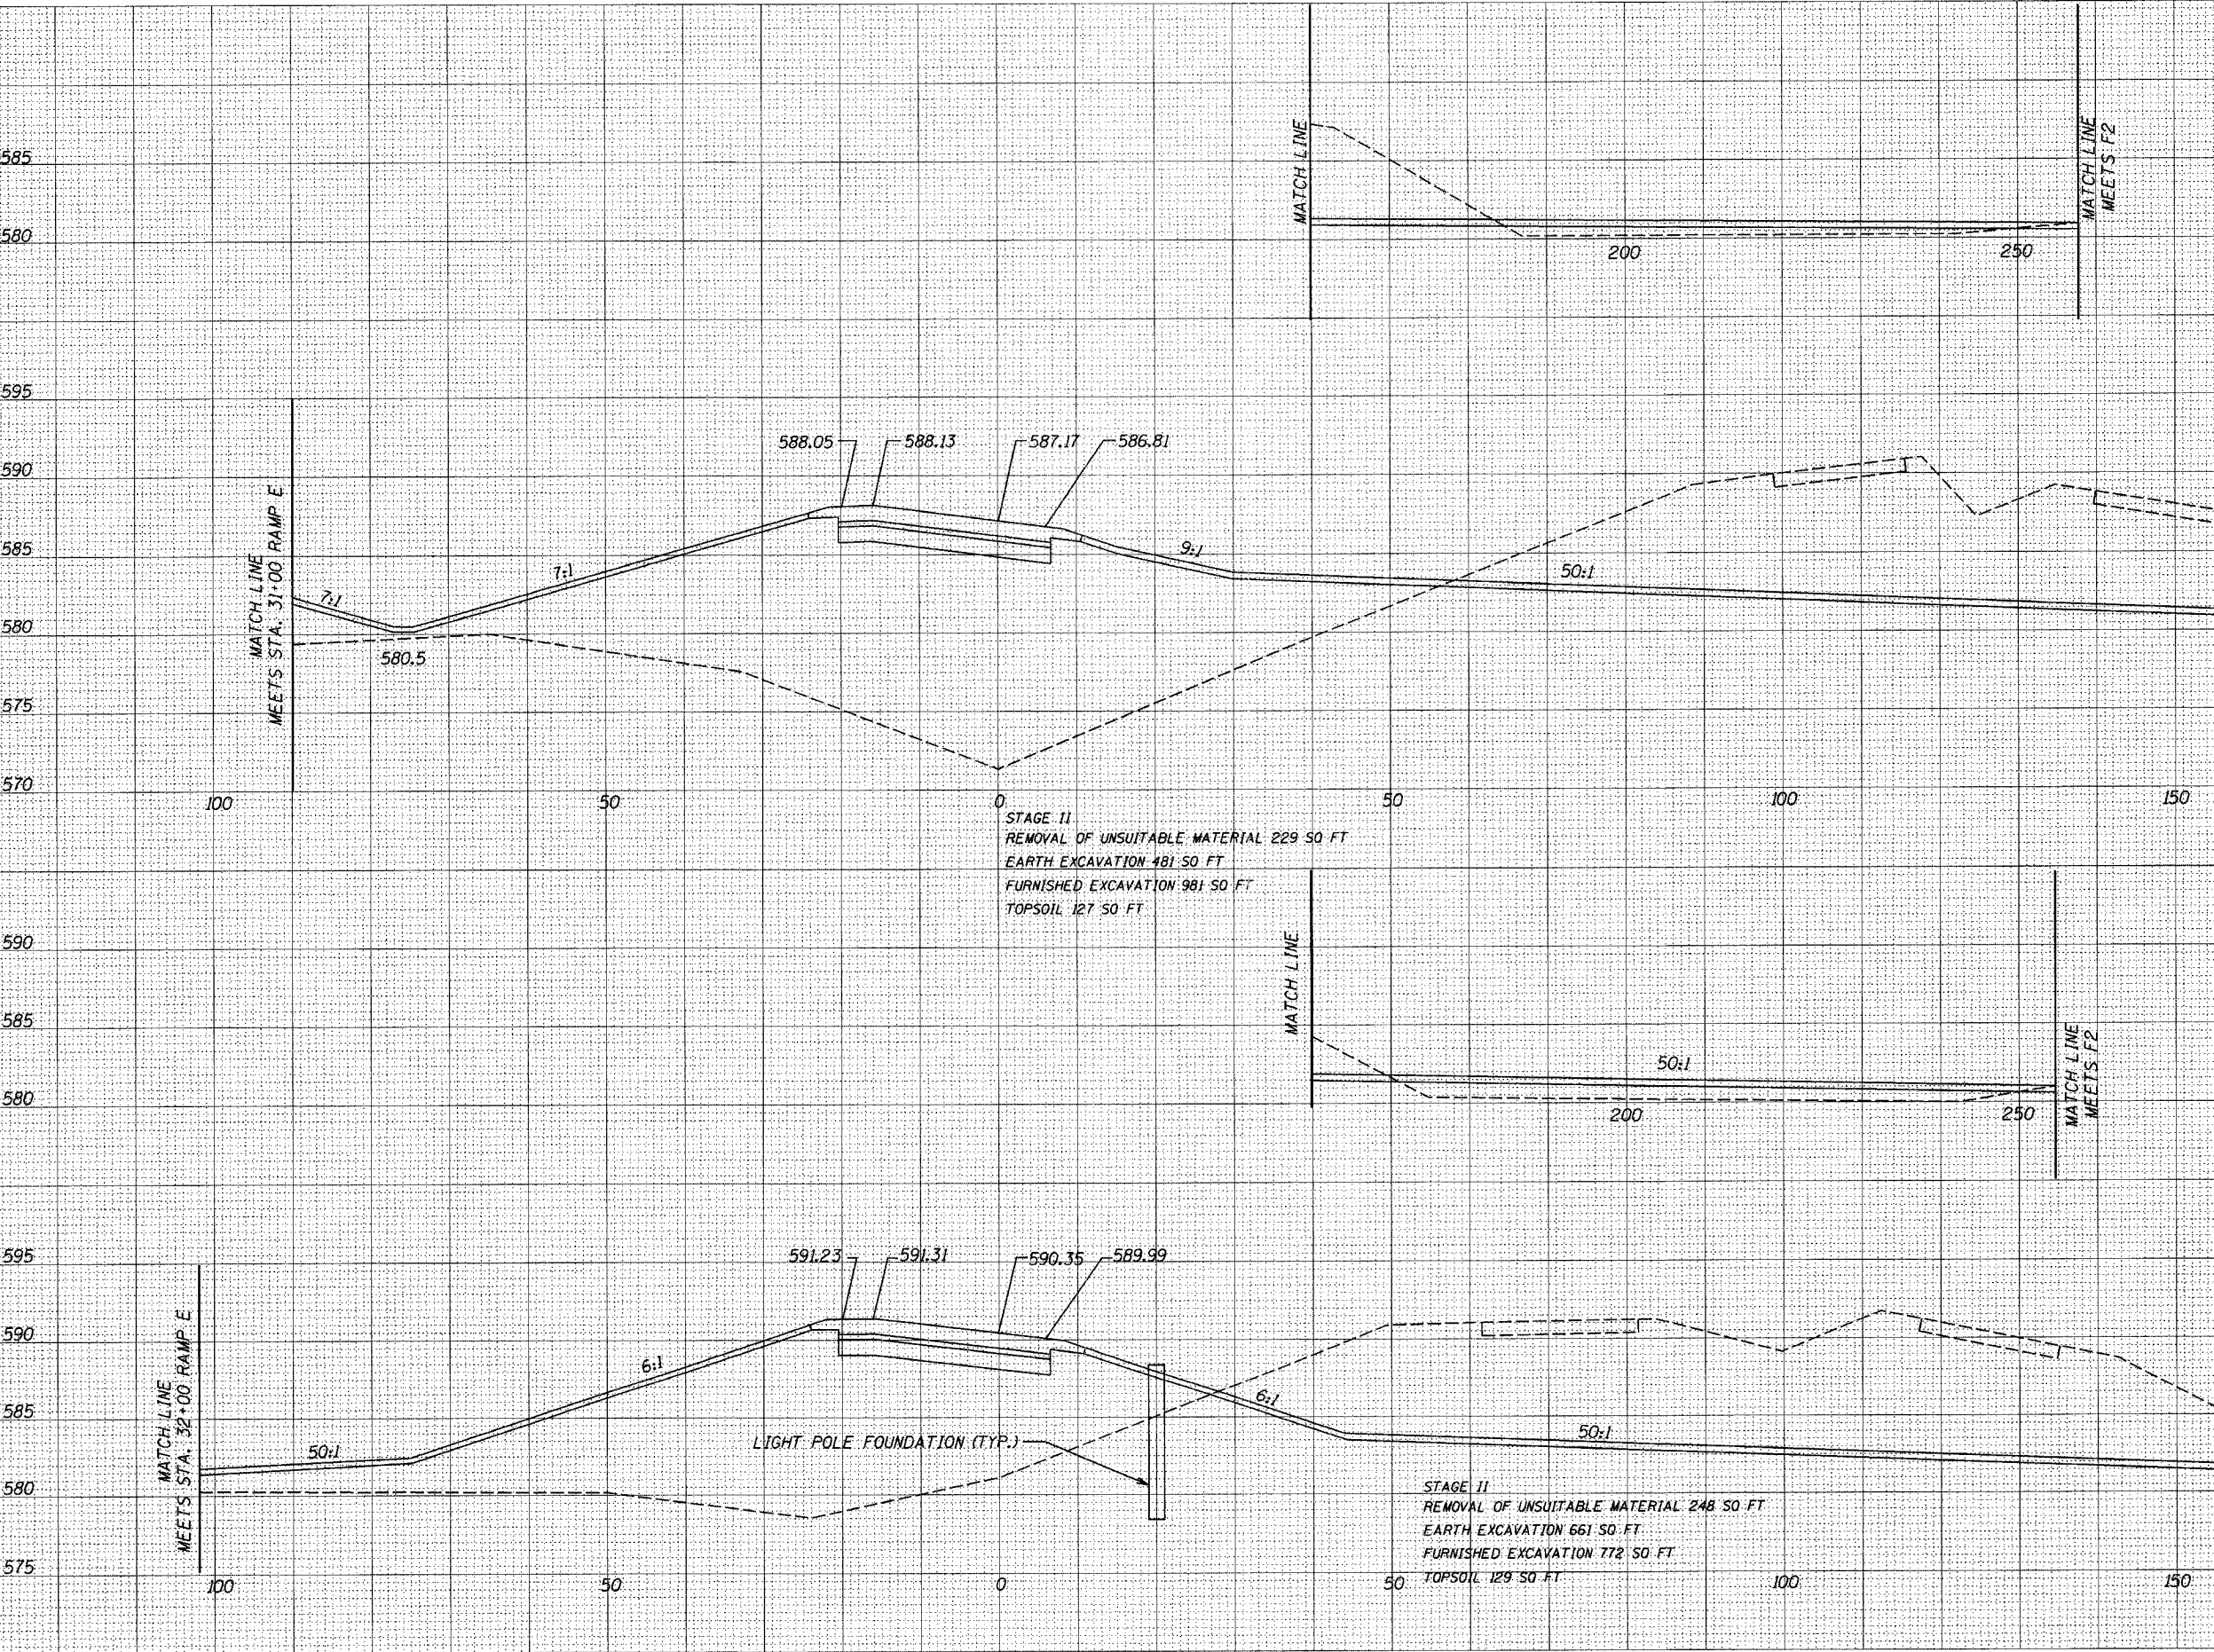 MATCH LINE
MATCH LINE
MEETS F2
585
580
200
250
595
590
585
580
575
570
588.05
588.13
587.17
586.81
MATCH LINE
MEETS STA. 31+00 RAMP E
7:1
7:1
9:1
50:1
580.5
100
50
0
50
100
150
STAGE II
REMOVAL OF UNSUITABLE MATERIAL 229 SQ FT
EARTH EXCAVATION 481 SQ FT
FURNISHED EXCAVATION 981 SQ FT
TOPSOIL 127 SQ FT
MATCH LINE
MATCH LINE
MEETS F2
590
585
580
50:1
200
250
595
590
585
580
575
591.23
591.31
590.35
589.99
MATCH LINE
MEETS STA. 32+00 RAMP E
50:1
6:1
6:1
50:1
LIGHT POLE FOUNDATION (TYP.)
STAGE II
REMOVAL OF UNSUITABLE MATERIAL 248 SQ FT
EARTH EXCAVATION 661 SQ FT
FURNISHED EXCAVATION 772 SQ FT
TOPSOIL 129 SQ FT
100
50
0
50
100
150